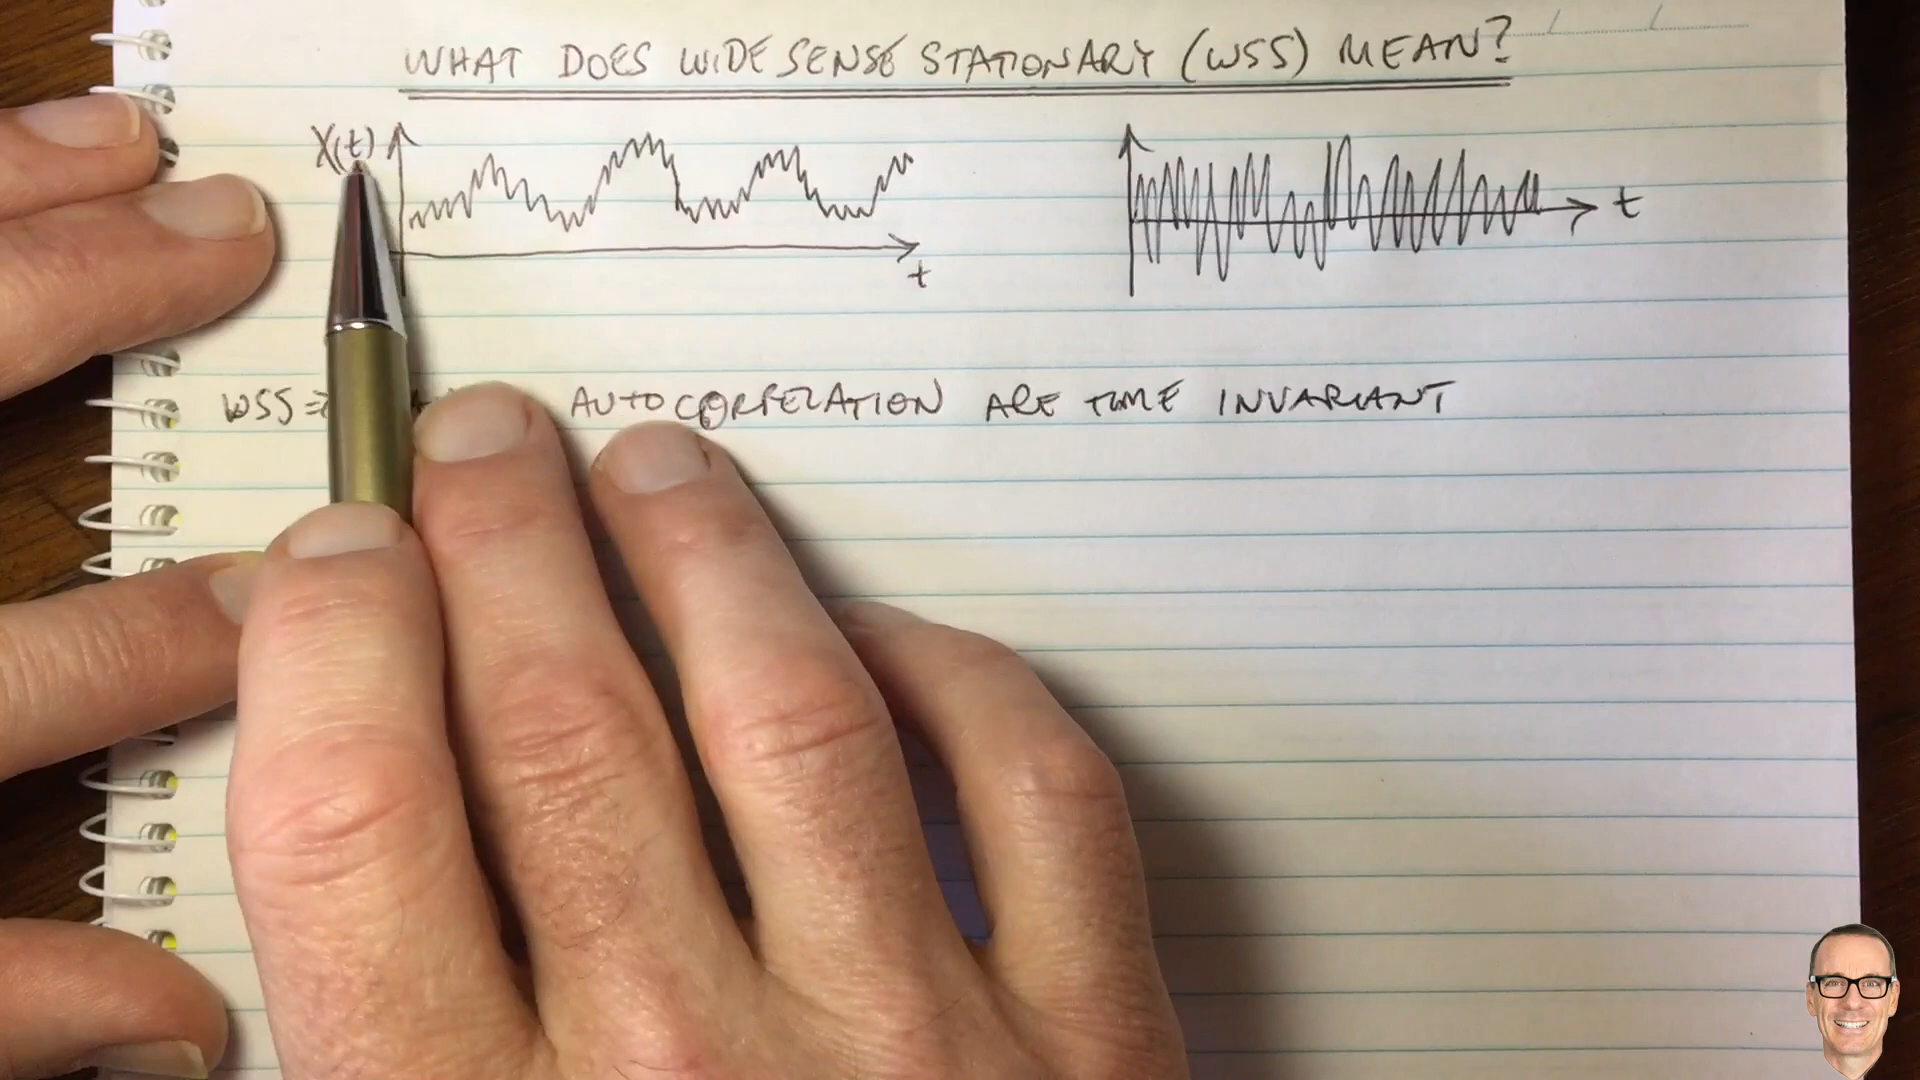 WHAT DOES WIDE SENSE STATIONARY (WSS) MEAN?
X(t)
t
t
WSS ⇒ AUTOCORRELATION ARE TIME INVARIANT